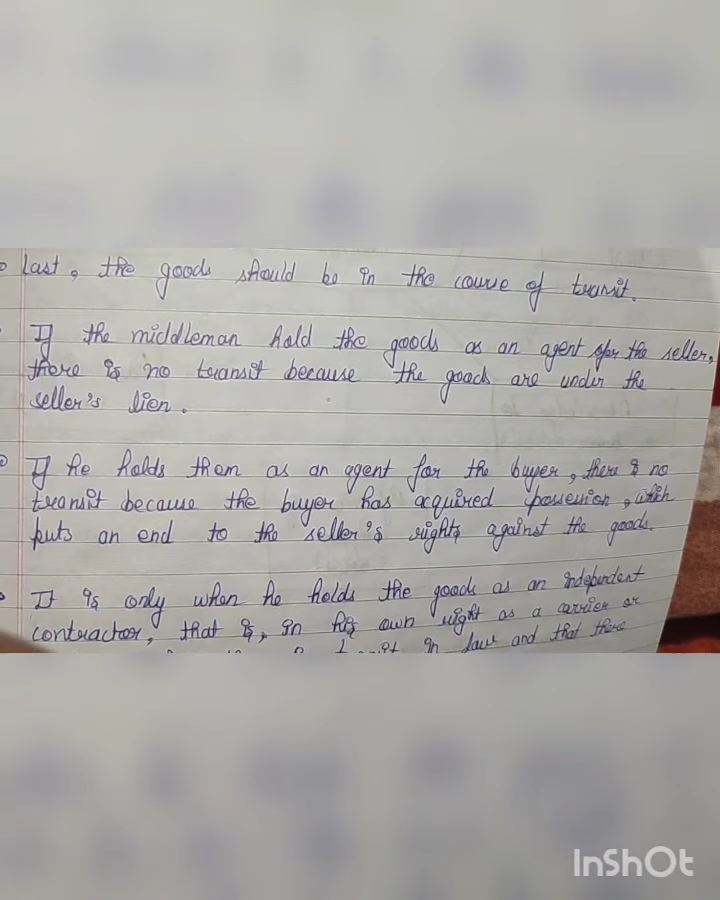 Last, the goods should be in the course of transit.
If the middleman hold the goods as an agent for the seller,
there is no transit because the goods are under the
seller's lien.
If he holds them as an agent for the buyer, there is no
transit because the buyer has acquired possession, which
puts an end to the seller's rights against the goods.
It is only when he holds the goods as an independent
contractor, that is, in his own right as a carrier or
in law and that there
InShOt